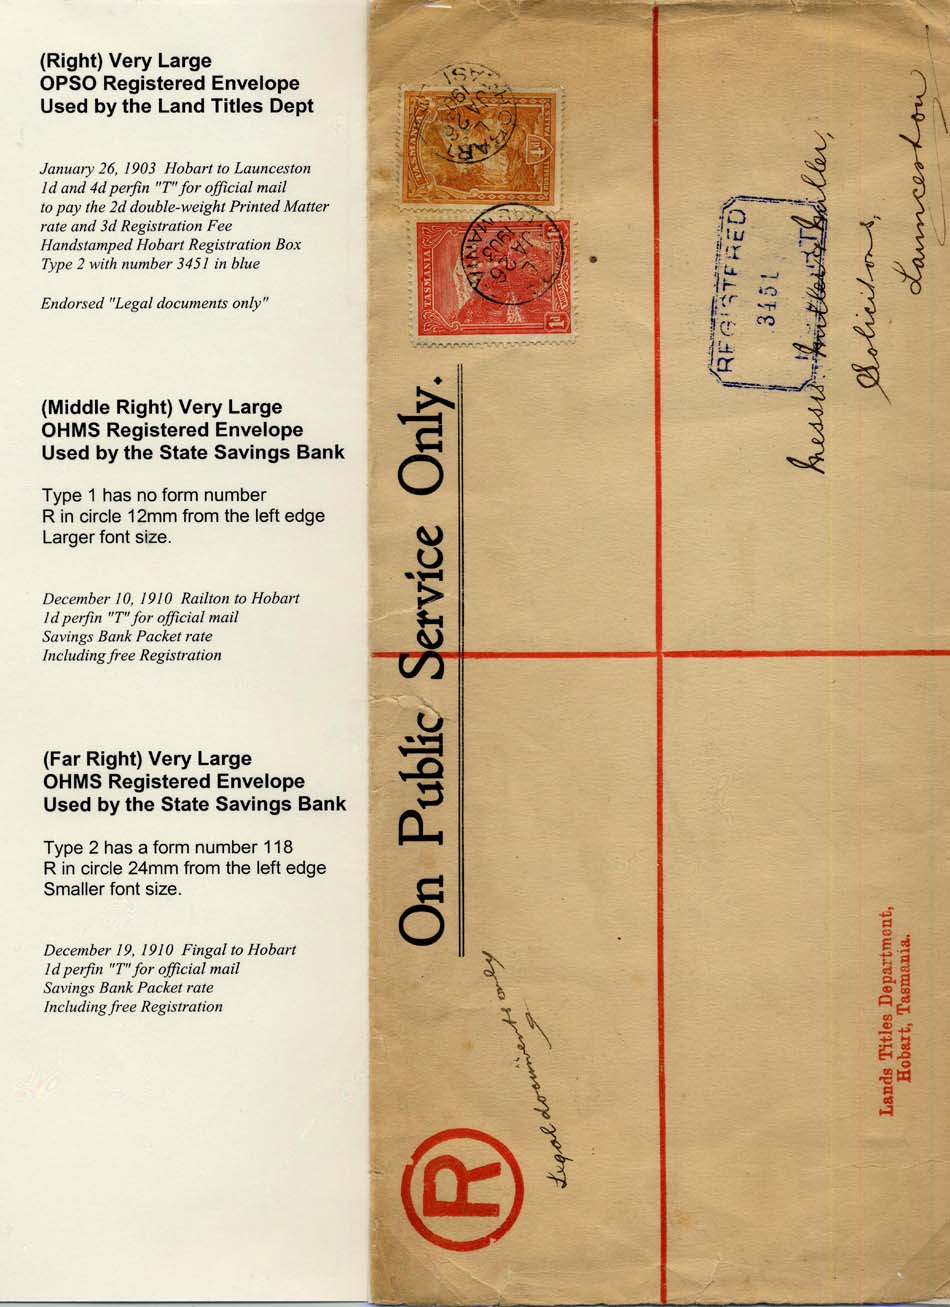 (Right) Very Large
OPSO Registered Envelope
Used by the Land Titles Dept
January 26, 1903 Hobart to Launceston
1d and 4d perfin "T" for official mail
to pay the 2d double-weight Printed Matter
rate and 3d Registration Fee
Handstamped Hobart Registration Box
Type 2 with number 3451 in blue
Endorsed "Legal documents only"
(Middle Right) Very Large
OHMS Registered Envelope
Used by the State Savings Bank
Type 1 has no form number
R in circle 12mm from the left edge
Larger font size.
December 10, 1910 Railton to Hobart
1d perfin "T" for official mail
Savings Bank Packet rate
Including free Registration
(Far Right) Very Large
OHMS Registered Envelope
Used by the State Savings Bank
Type 2 has a form number 118
R in circle 24mm from the left edge
Smaller font size.
December 19, 1910 Fingal to Hobart
1d perfin "T" for official mail
Savings Bank Packet rate
Including free Registration
On Public Service Only.
R
Legal documents only
TASMANIA
TASMANIA
1d
1d
JA 26
1903
TASMANIA
REGISTERED
3451
Messrs
Solicitors,
Launceston
Lands Titles Department,
Hobart, Tasmania.